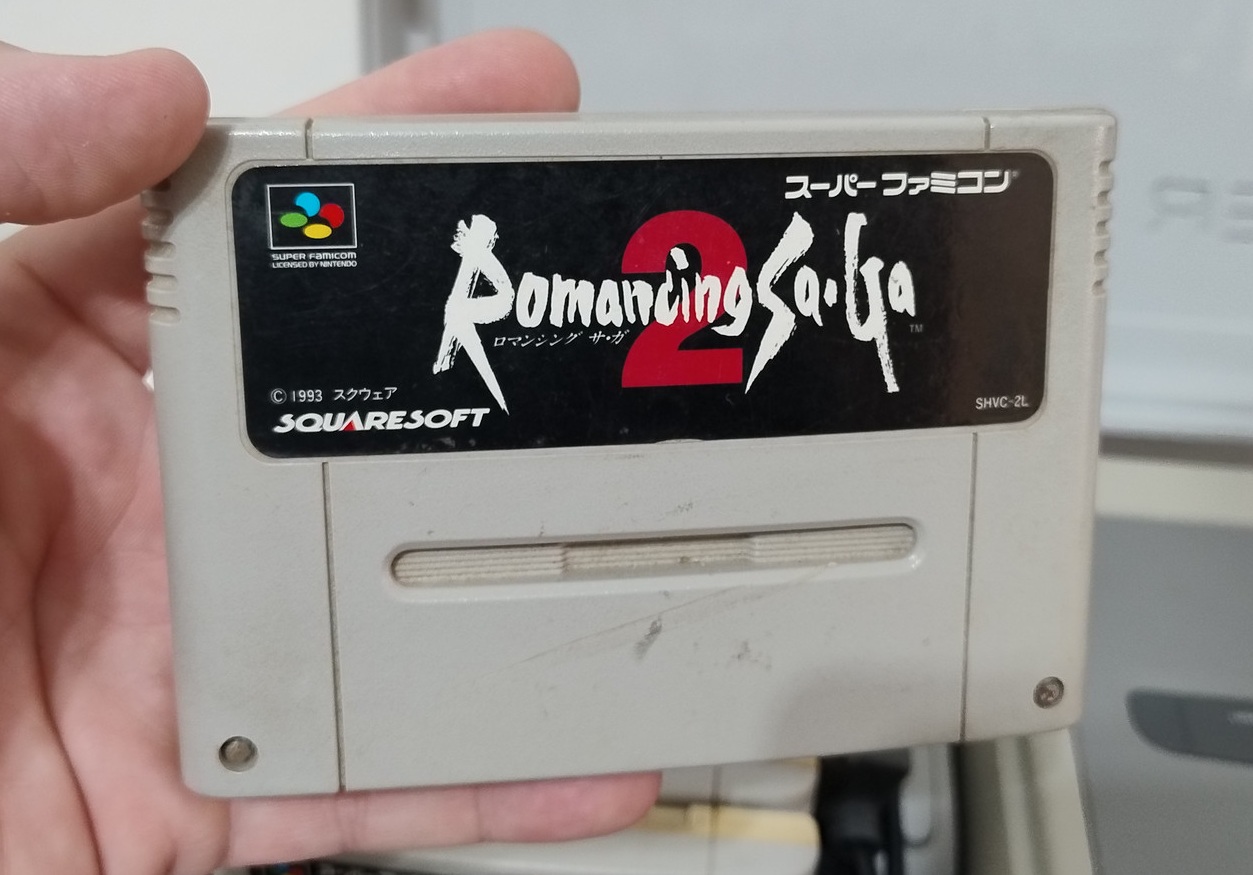 スーパーファミコン
SUPER FAMICOM
LICENSED BY NINTENDO
2
Romancing Sa·Ga
ロマンシング サ・ガ
TM
© 1993 スクウェア
SQUARESOFT
SHVC-2L